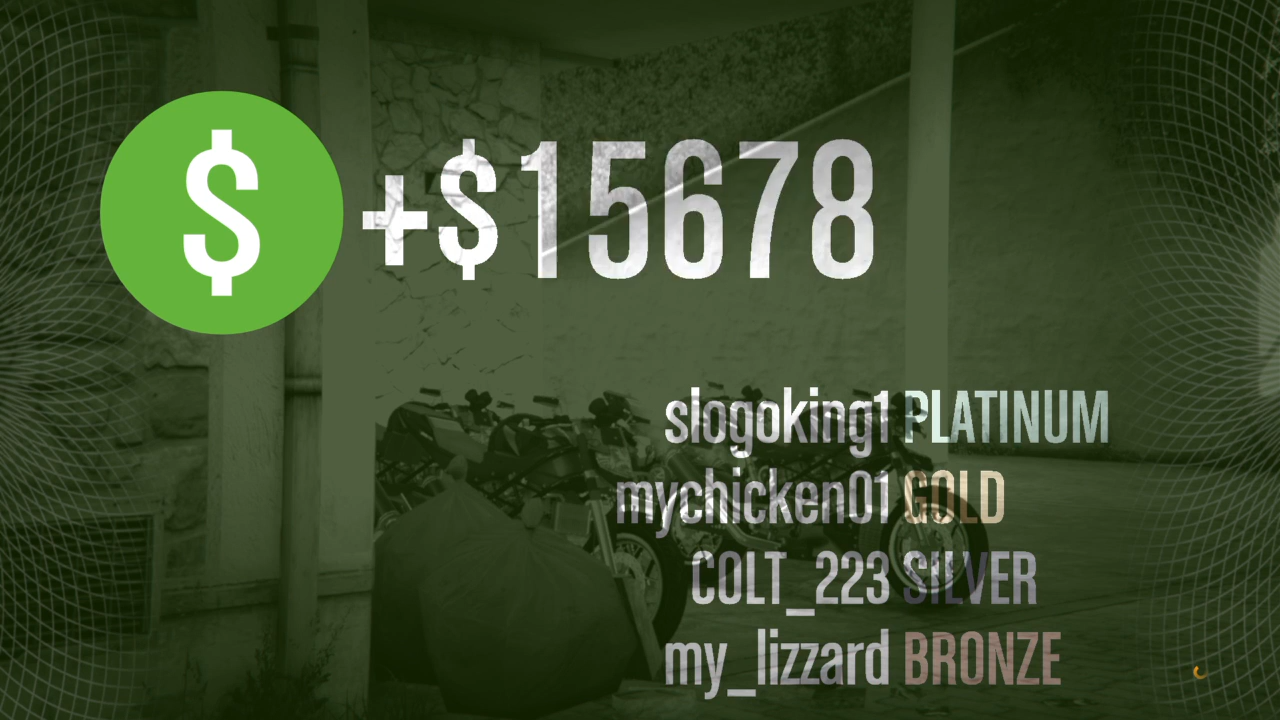 $ +$15678
slogoking1 PLATINUM
mychicken01 GOLD
COLT_223 SILVER
my_lizzard BRONZE